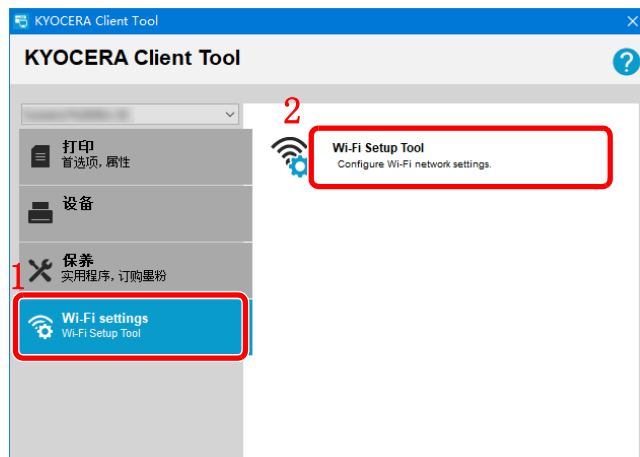 KYOCERA Client Tool
KYOCERA Client Tool
?
2
打印
首选项, 属性
设备
保养
实用程序, 订购墨粉
1
Wi-Fi settings
Wi-Fi Setup Tool
Wi-Fi Setup Tool
Configure Wi-Fi network settings.